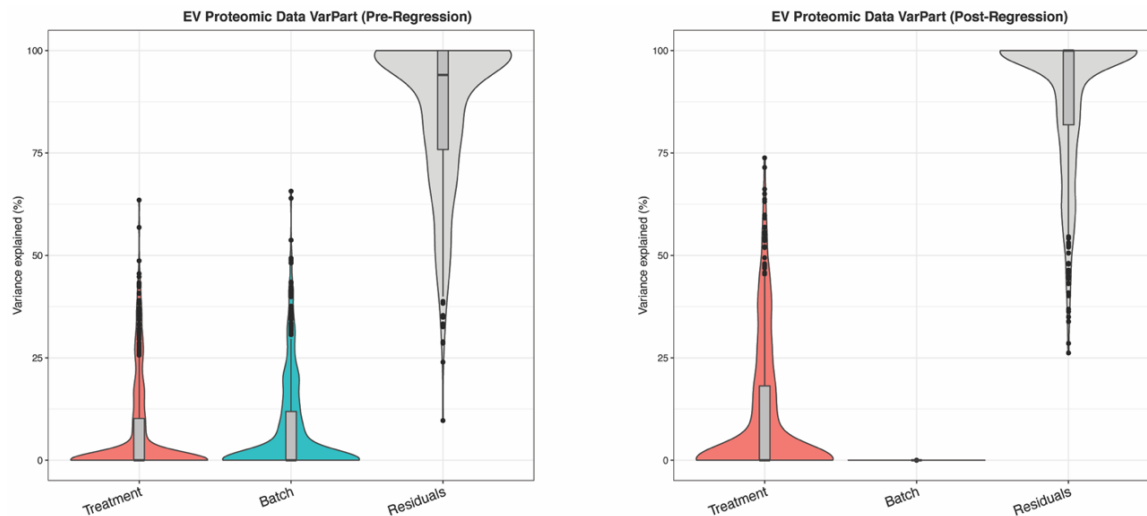 EV Proteomic Data VarPart (Pre-Regression)
Variance explained (%)
100
75
50
25
0
Treatment
Batch
Residuals
EV Proteomic Data VarPart (Post-Regression)
Variance explained (%)
100
75
50
25
0
Treatment
Batch
Residuals